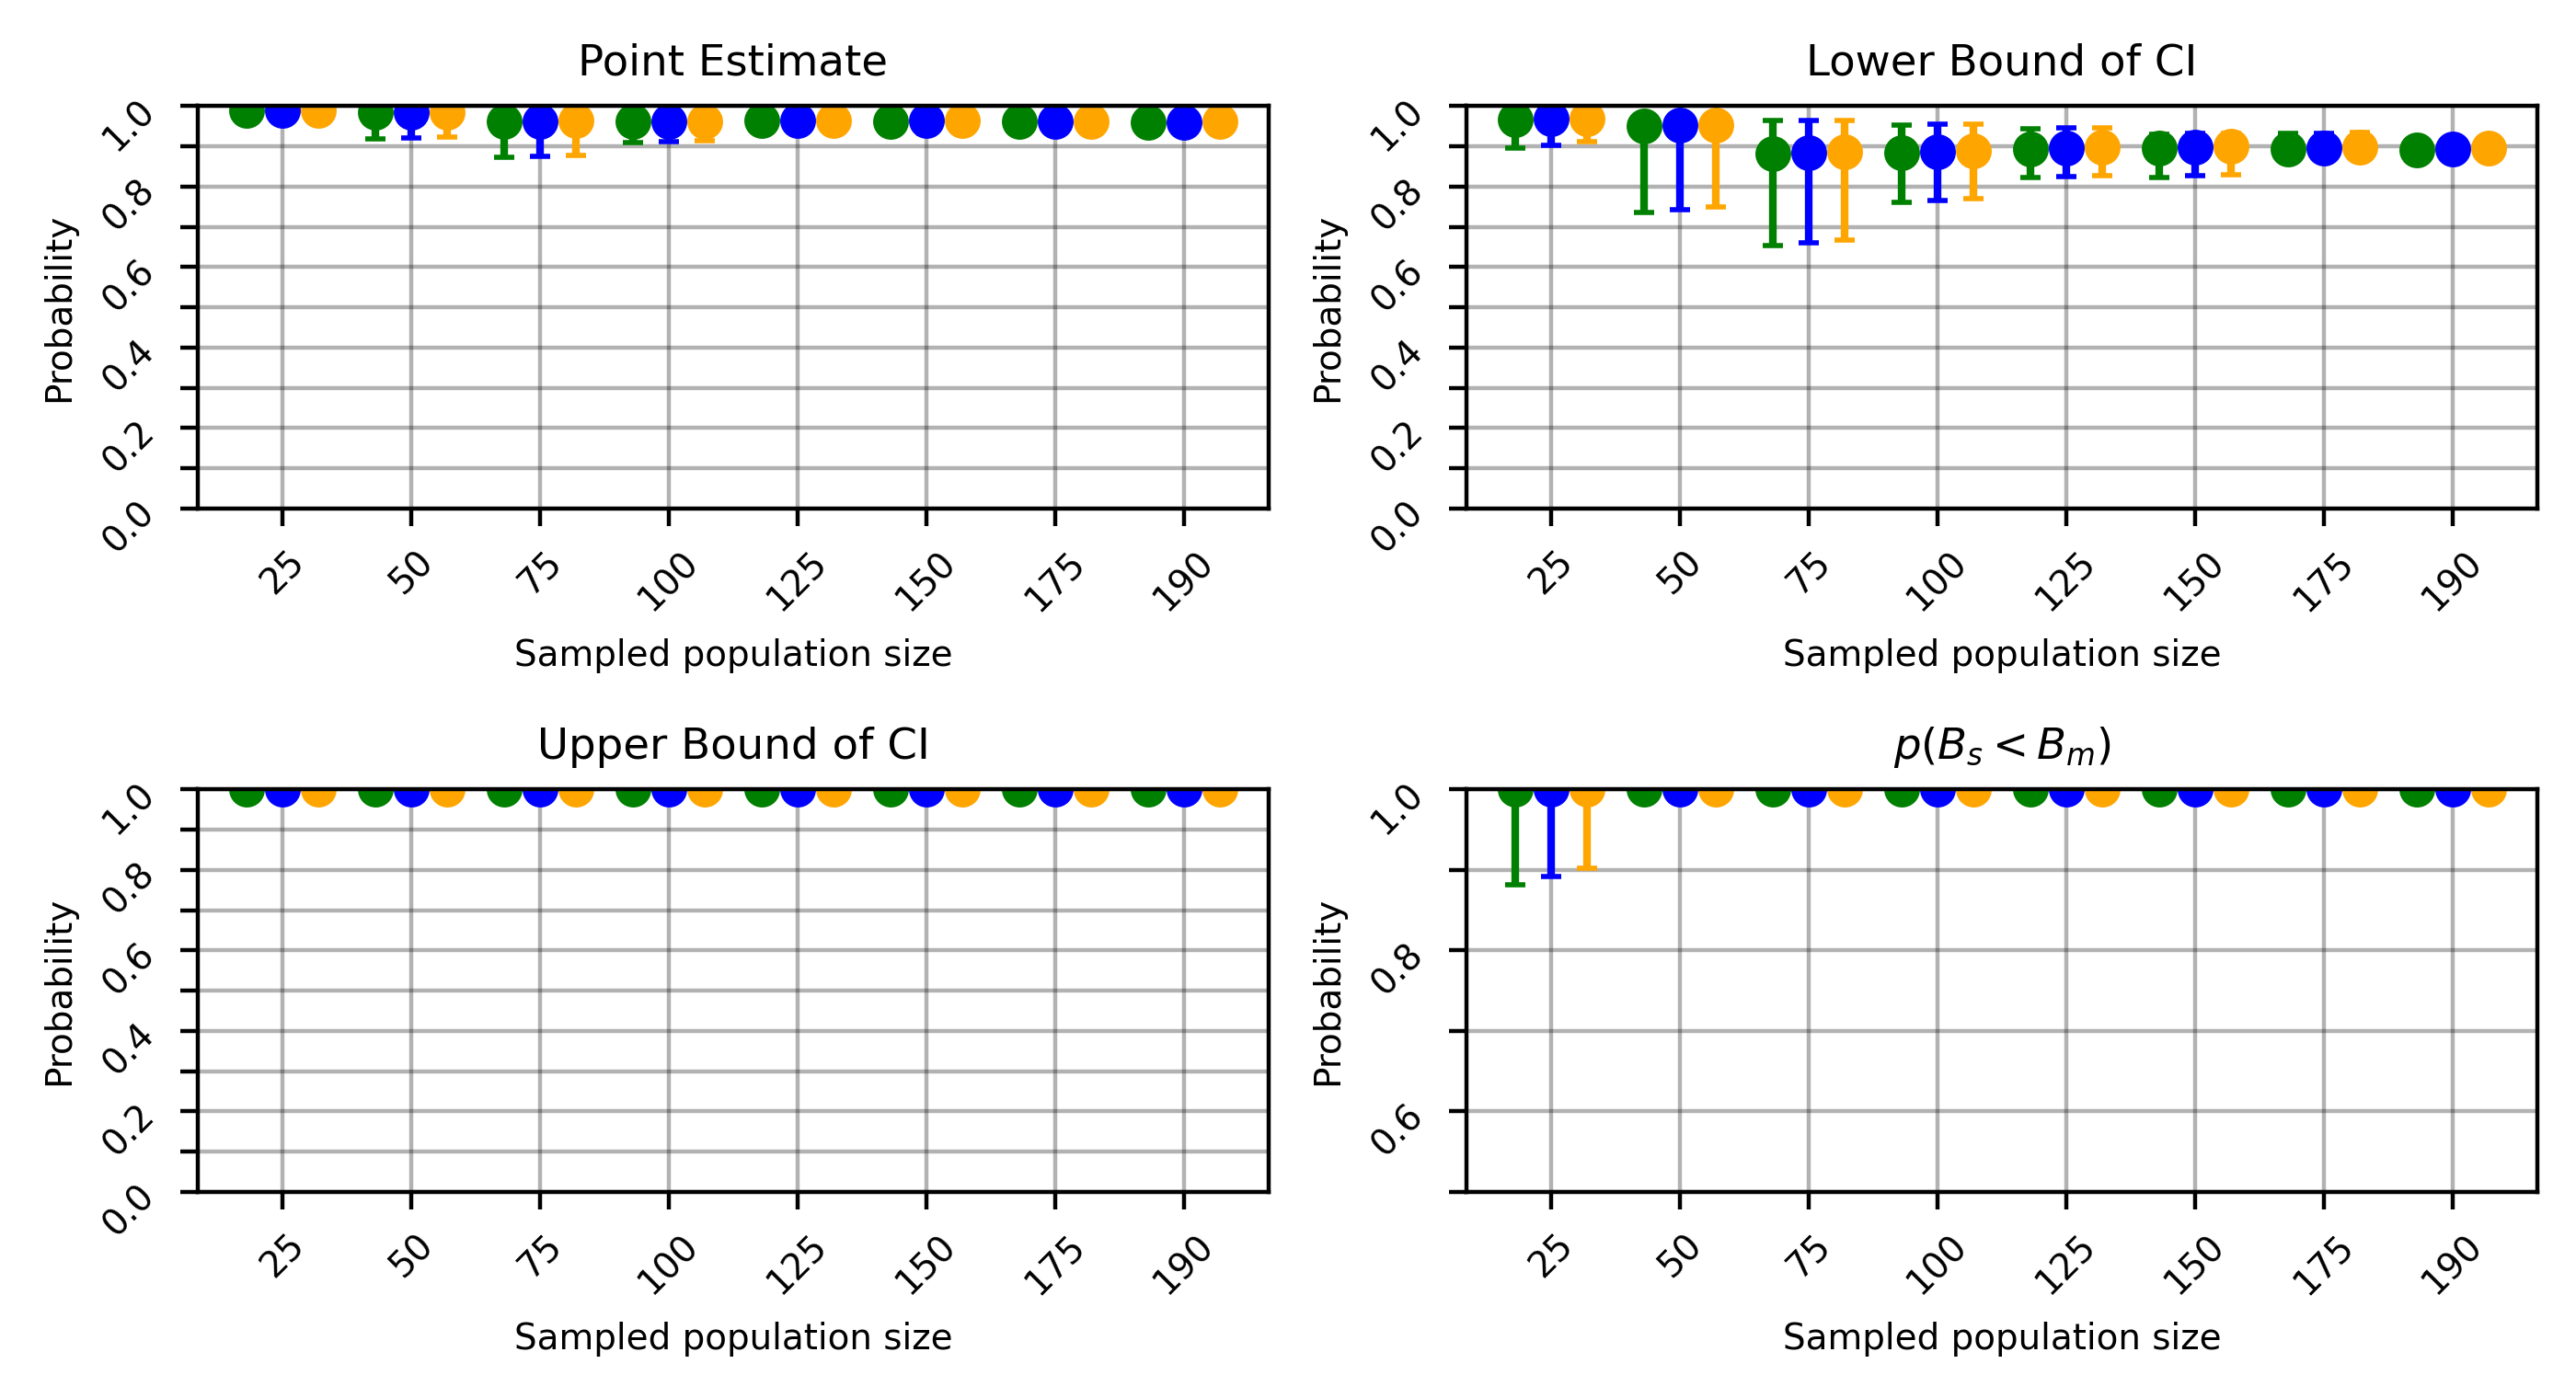 Point Estimate
Probability
1.0
0.8
0.6
0.4
0.2
0.0
25 50 75 100 125 150 175 190
Sampled population size
Lower Bound of CI
Probability
1.0
0.8
0.6
0.4
0.2
0.0
25 50 75 100 125 150 175 190
Sampled population size
Upper Bound of CI
Probability
1.0
0.8
0.6
0.4
0.2
0.0
25 50 75 100 125 150 175 190
Sampled population size
p(B_s < B_m)
Probability
1.0
0.8
0.6
25 50 75 100 125 150 175 190
Sampled population size